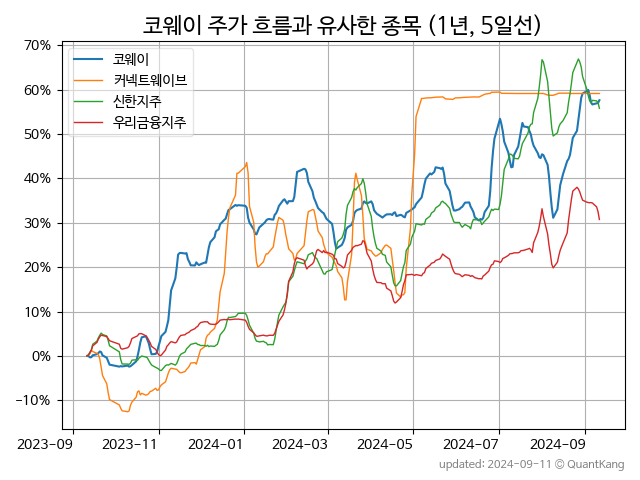 코웨이 주가 흐름과 유사한 종목 (1년, 5일선)
70%
60%
50%
40%
30%
20%
10%
0%
−10%
코웨이
커넥트웨이브
신한지주
우리금융지주
2023-09
2023-11
2024-01
2024-03
2024-05
2024-07
2024-09
updated: 2024-09-11 © QuantKang